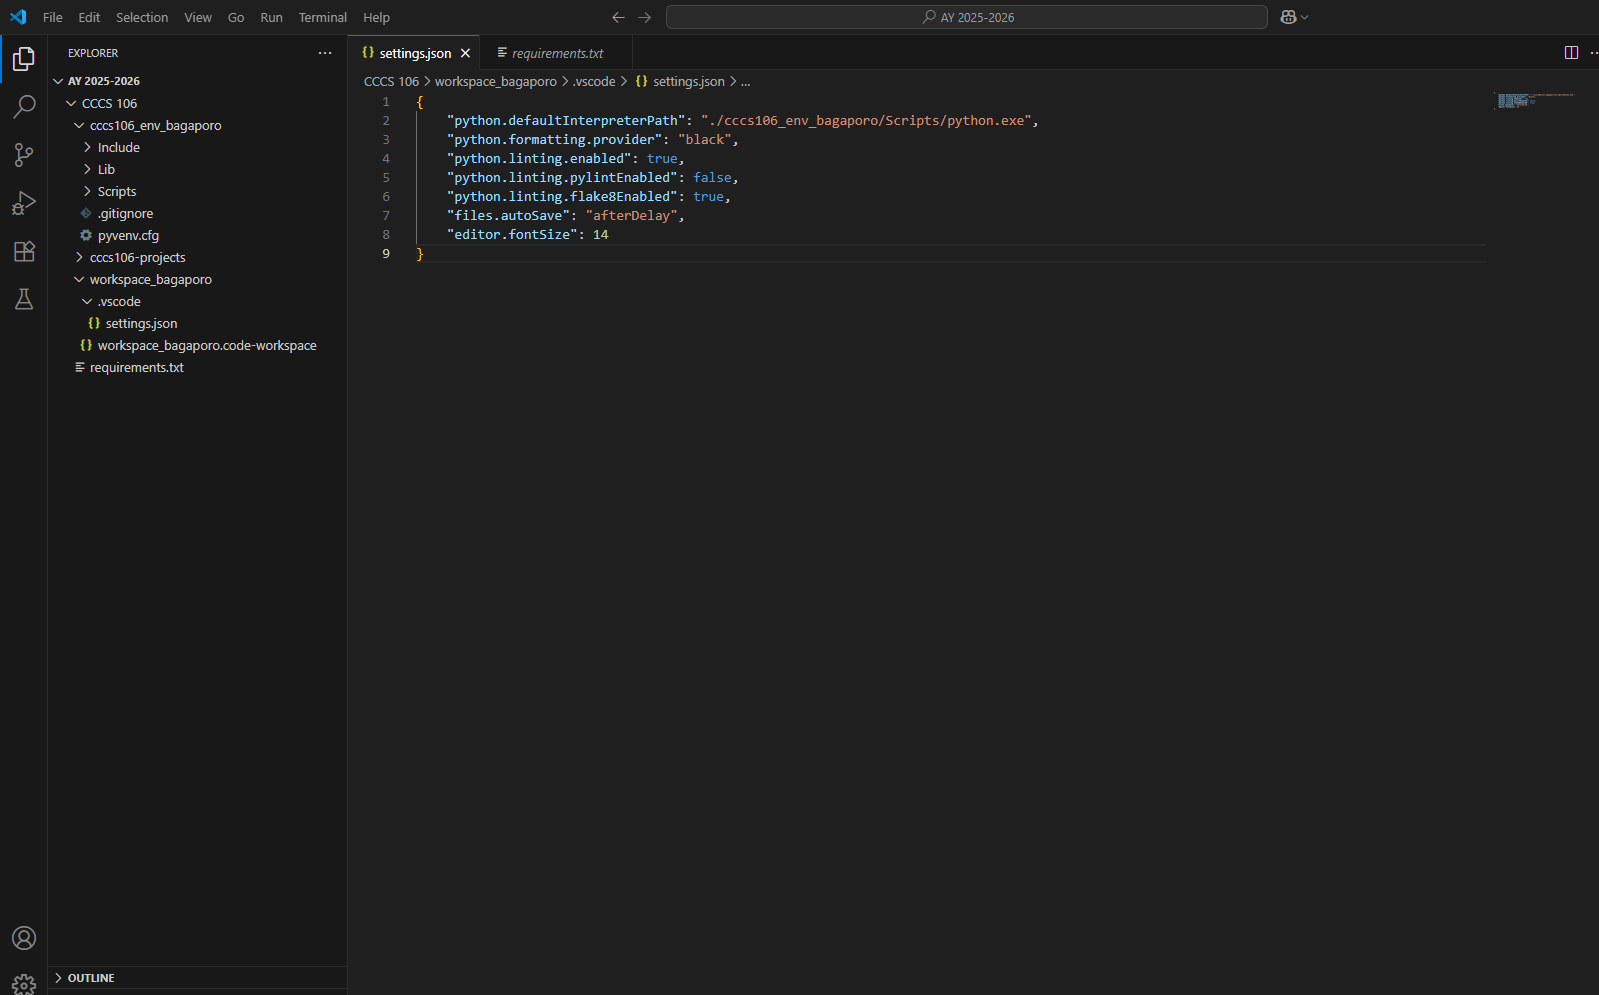 File Edit Selection View Go Run Terminal Help
AY 2025-2026
EXPLORER
AY 2025-2026
CCCS 106
cccs106_env_bagaporo
Include
Lib
Scripts
.gitignore
pyvenv.cfg
cccs106-projects
workspace_bagaporo
.vscode
settings.json
workspace_bagaporo.code-workspace
requirements.txt
OUTLINE
settings.json requirements.txt
CCCS 106 > workspace_bagaporo > .vscode > {} settings.json > ...
1 {
2 "python.defaultInterpreterPath": "./cccs106_env_bagaporo/Scripts/python.exe",
3 "python.formatting.provider": "black",
4 "python.linting.enabled": true,
5 "python.linting.pylintEnabled": false,
6 "python.linting.flake8Enabled": true,
7 "files.autoSave": "afterDelay",
8 "editor.fontSize": 14
9 }